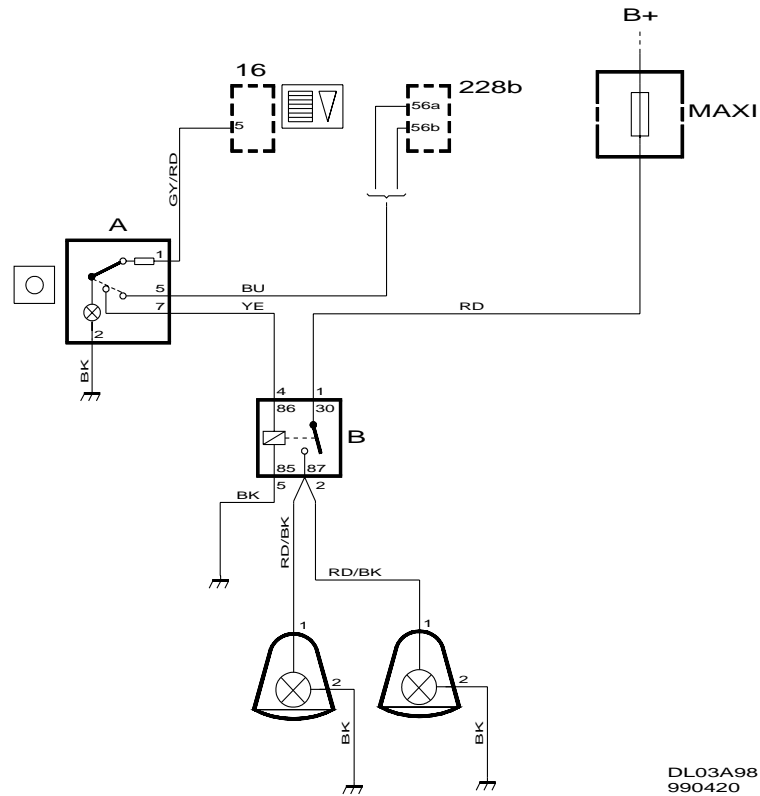 B+
16
228b
56a
5
56b
MAXI
GY/RD
A
1
5
BU
7
YE
RD
2
BK
4
1
86
30
B
85
87
5
2
BK
RD/BK
RD/BK
1
1
2
2
BK
BK
DL03A98
990420